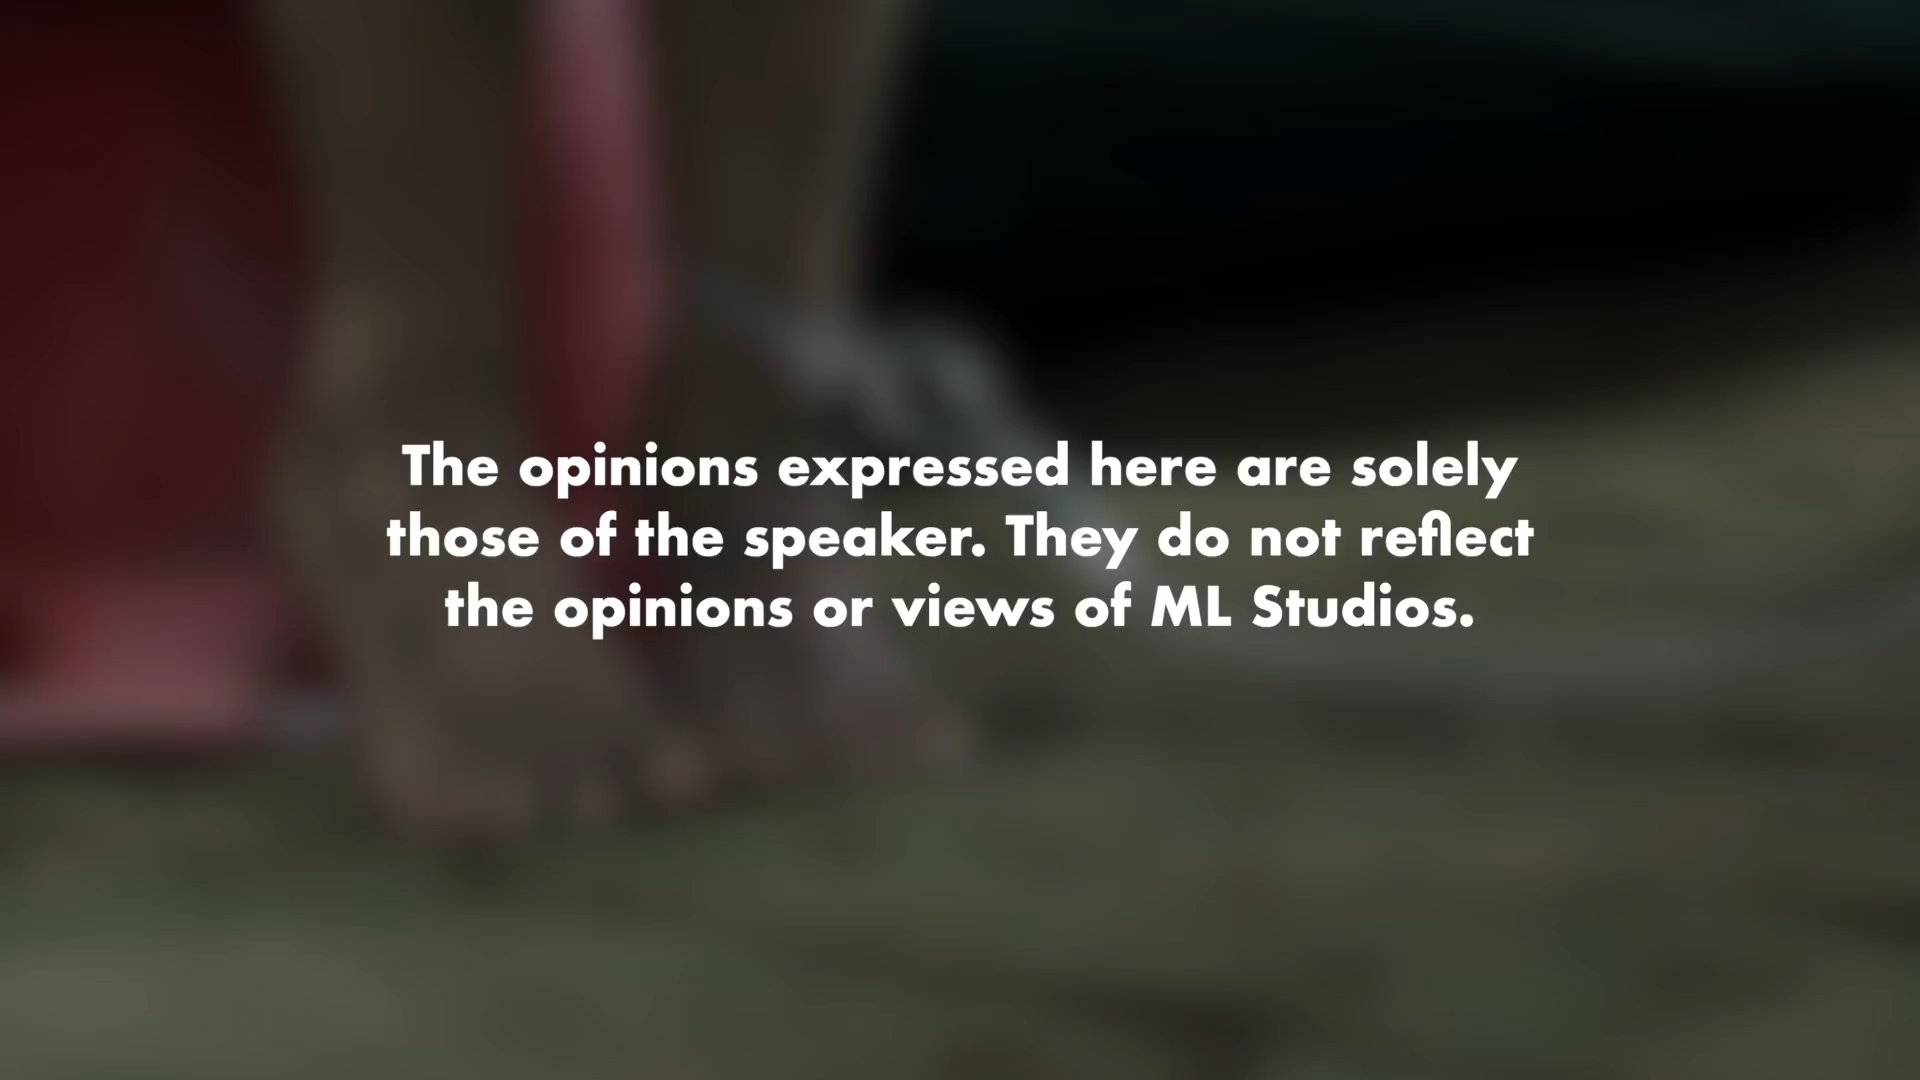 The opinions expressed here are solely
those of the speaker. They do not reflect
the opinions or views of ML Studios.